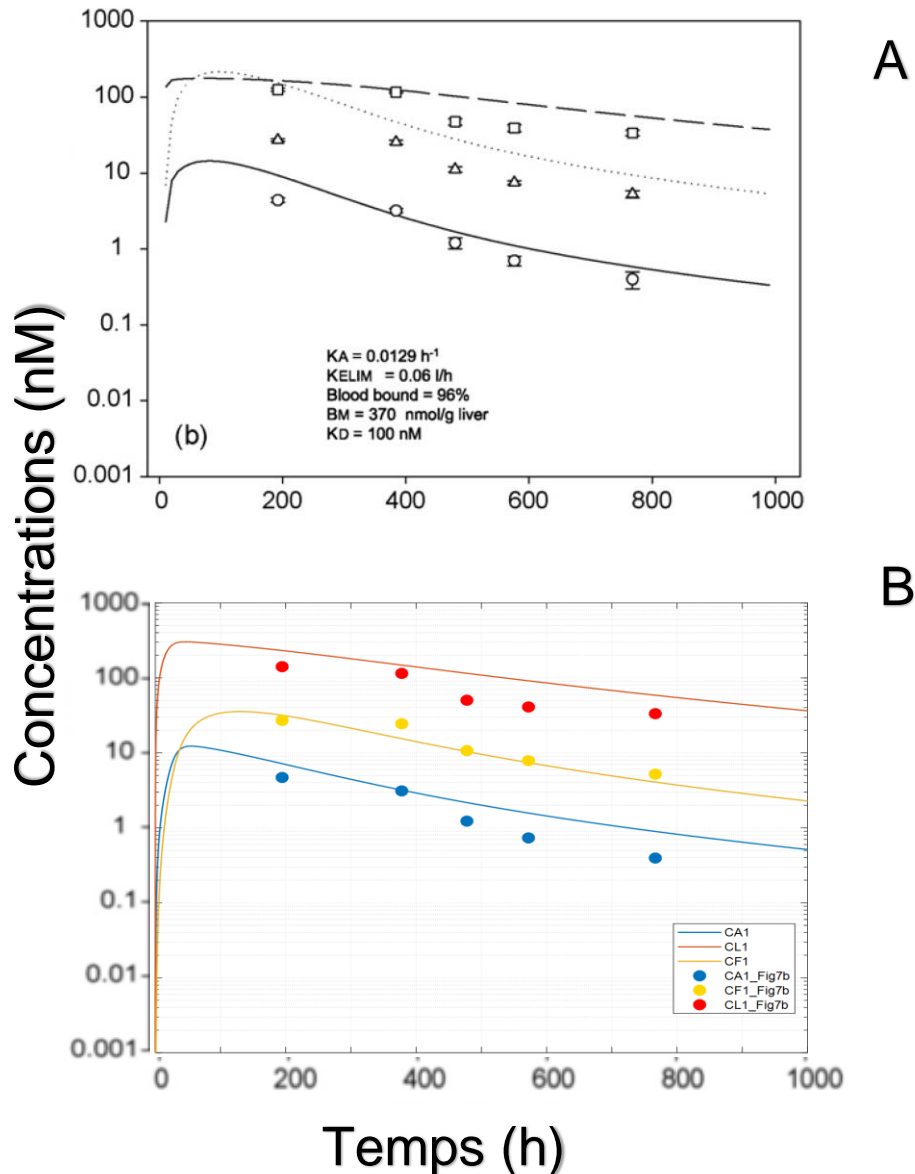 A
1000
100
10
1
0.1
0.01
0.001
KA = 0.0129 h-1
KELIM = 0.06 l/h
Blood bound = 96%
BM = 370 nmol/g liver
KD = 100 nM
(b)
0 200 400 600 800 1000
Concentrations (nM)
B
1000
100
10
1
0.1
0.01
0.001
CA1
CL1
CF1
CA1_Fig7b
CF1_Fig7b
CL1_Fig7b
0 200 400 600 800 1000
Temps (h)